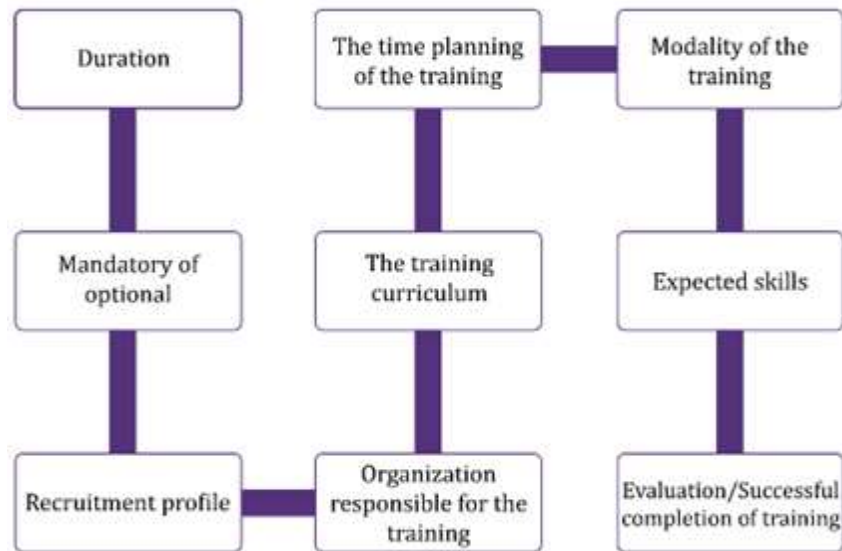 Duration
Mandatory of
optional
Recruitment profile
Organization
responsible for the
training
The training
curriculum
The time planning
of the training
Modality of the
training
Expected skills
Evaluation/Successful
completion of training